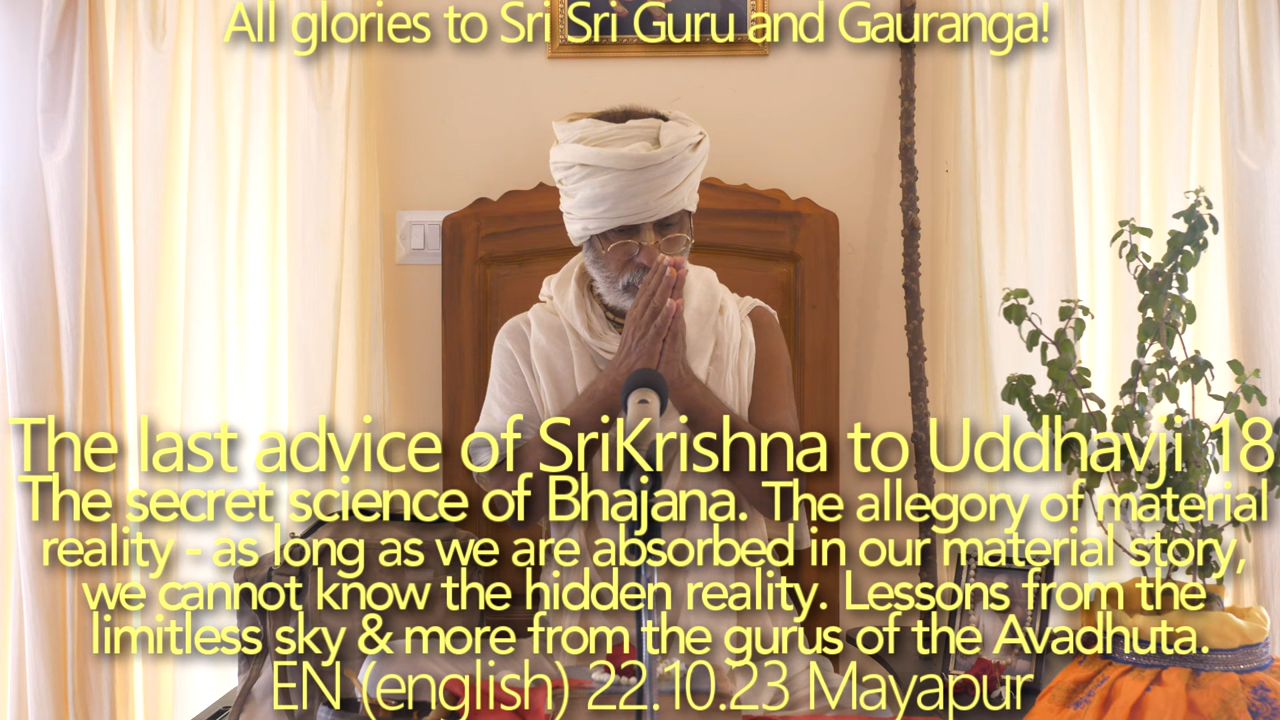 All glories to Sri Sri Guru and Gauranga!
The last advice of SriKrishna to Uddhavji 18
The secret science of Bhajana. The allegory of material
reality - as long as we are absorbed in our material story,
we cannot know the hidden reality. Lessons from the
limitless sky & more from the gurus of the Avadhuta.
EN (english) 22.10.23 Mayapur